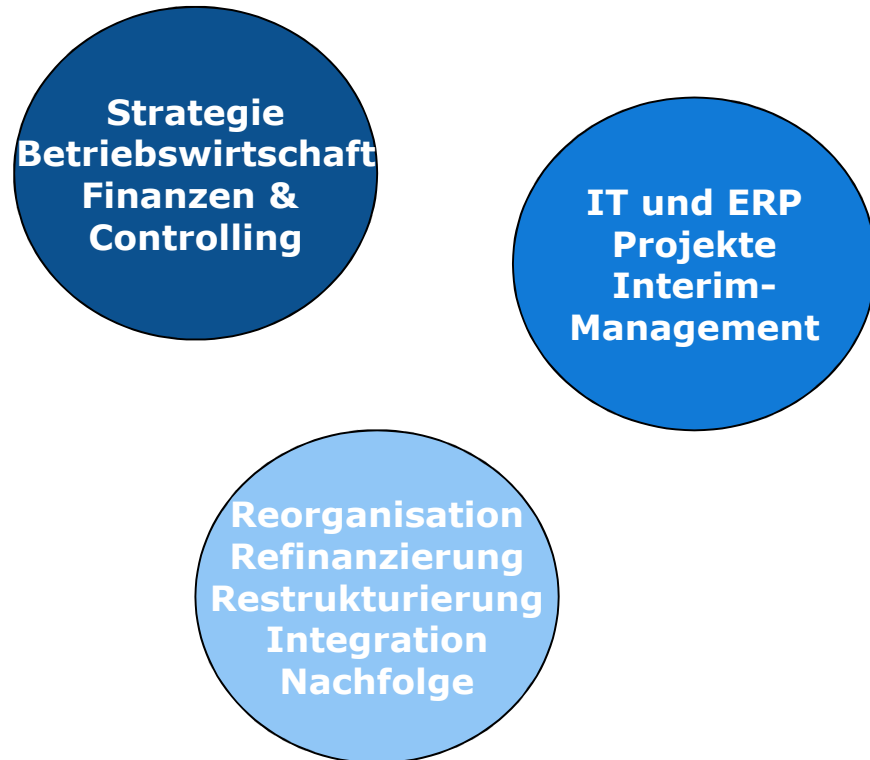 Strategie
Betriebswirtschaft
Finanzen &
Controlling
IT und ERP
Projekte
Interim-
Management
Reorganisation
Refinanzierung
Restrukturierung
Integration
Nachfolge